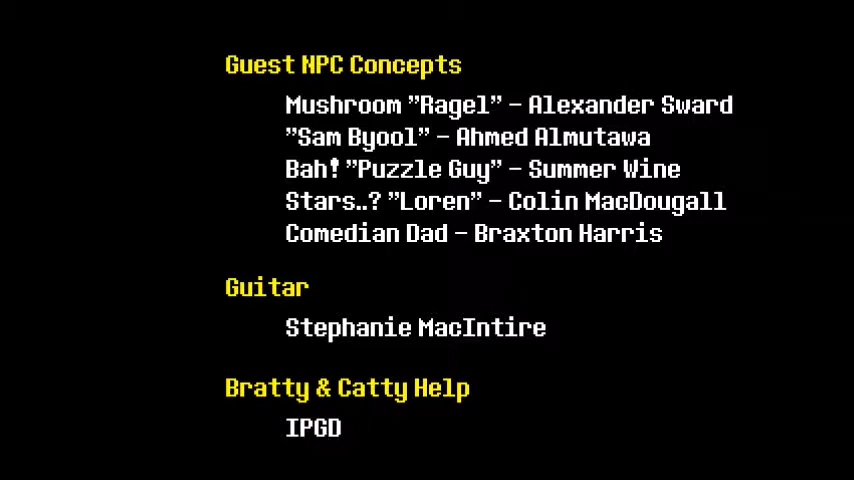 Guest NPC Concepts
Mushroom "Ragel" - Alexander Sward
"Sam Byool" - Ahmed Almutawa
Bah! "Puzzle Guy" - Summer Wine
Stars..? "Loren" - Colin MacDougall
Comedian Dad - Braxton Harris
Guitar
Stephanie MacIntire
Bratty & Catty Help
IPGD